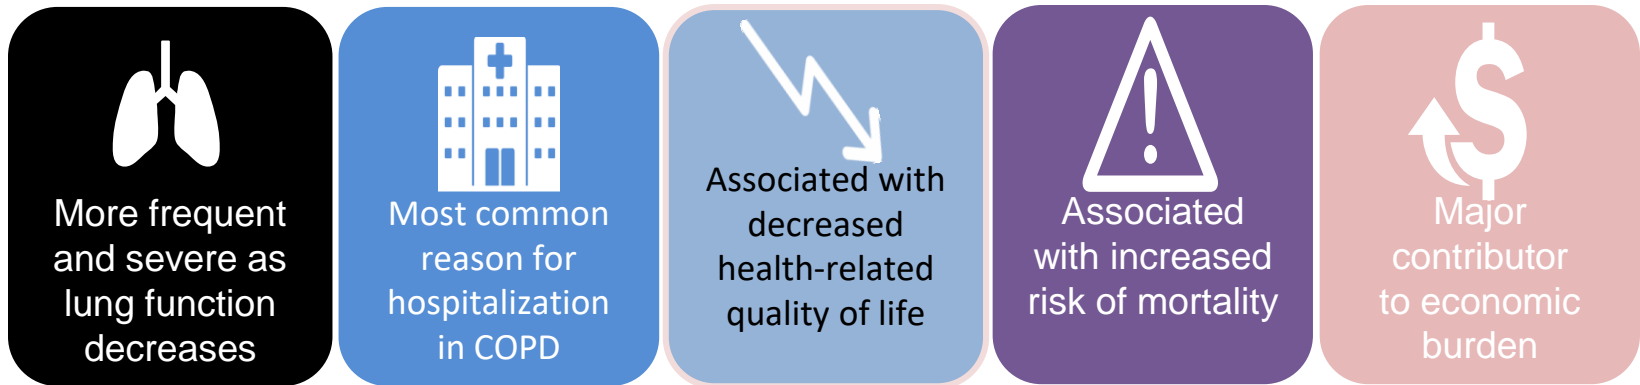 More frequent
and severe as
lung function
decreases
Most common
reason for
hospitalization
in COPD
Associated with
decreased
health-related
quality of life
Associated
with increased
risk of mortality
Major
contributor
to economic
burden